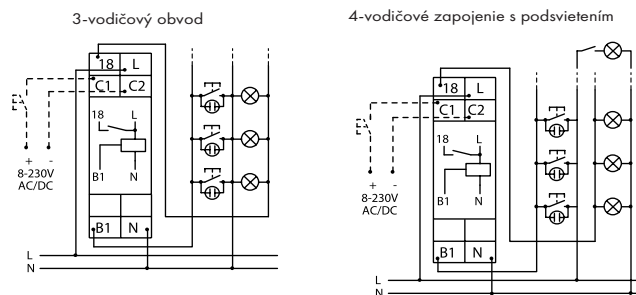 3-vodičový obvod
18 L
C1 C2
18 L
B1 N
+ -
8-230V
AC/DC
B1 N
L
N
4-vodičové zapojenie s podsvietením
18 L
C1 C2
18 L
B1 N
+ -
8-230V
AC/DC
B1 N
L
N